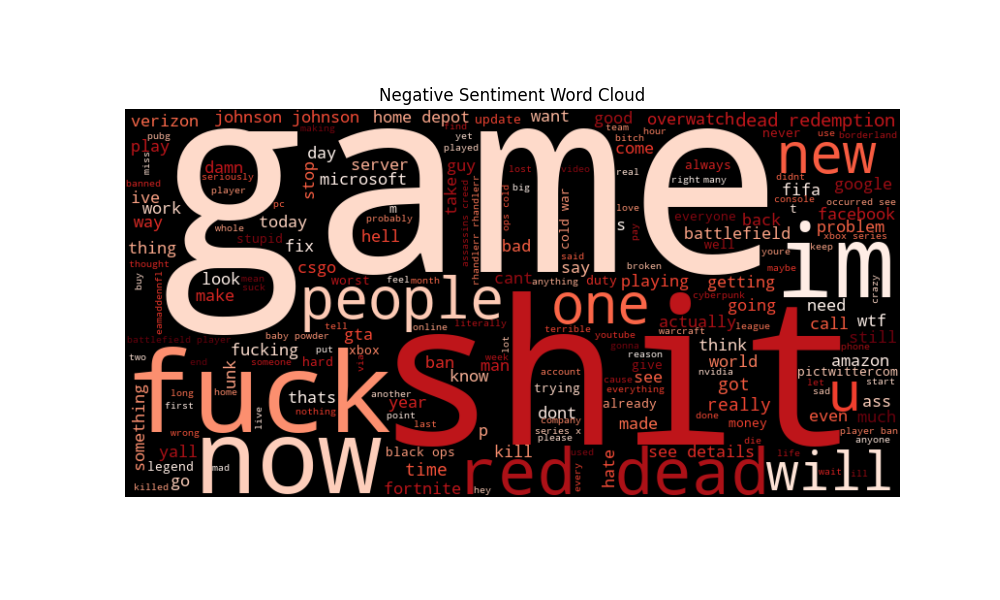 Negative Sentiment Word Cloud
verizon
johnson johnson
home depot
update
want
good
overwatch
dead redemption
making
find
team
hour
never
use
borderland
pubg
play
yet
played
bitch
come
new
game
day
server
guy
lost
video
real
always
didnt
miss
damn
seriously
stop
microsoft
take
big
right
many
fifa
google
banned
player
console
occurred see
ive
work
pc
m
probably
assassins creed
rhandlerr rhandlerr
ops cold
cold war
love
t
way
whole
today
hell
s
pay
everyone
back
facebook
problem
battlefield
xbox series
thing
stupid
fix
bad
said
say
well
youre
keep
im
thought
csgo
worst
feel
month
cant
anything
duty
broken
playing
getting
maybe
crazy
buy
look
mean
suck
make
people
one
cyberpunk
going
need
eamaddennfl
shit
tell
online
literally
terrible
youtube
warcraft
actually
league
call
wtf
battlefield player
baby powder
gta
gonna
still
two
fucking
put
xbox
lot
reason
think
phone
end
someone
hard
via
ban
week
man
account
cause
see
give
nvidia
world
amazon
pictwittercom
fuck
unk
know
trying
everything
got
let
start
long
home
thats
another
already
sad
u
ass
something
first
live
nothing
year
point
last
dont
company
series x
please
made
done
money
really
even
much
player ban
anyone
wrong
now
p
die
yall
black ops
kill
used
hate
see details
life
legend
mad
time
red dead
will
wait
ill
killed
go
fortnite
hey
every